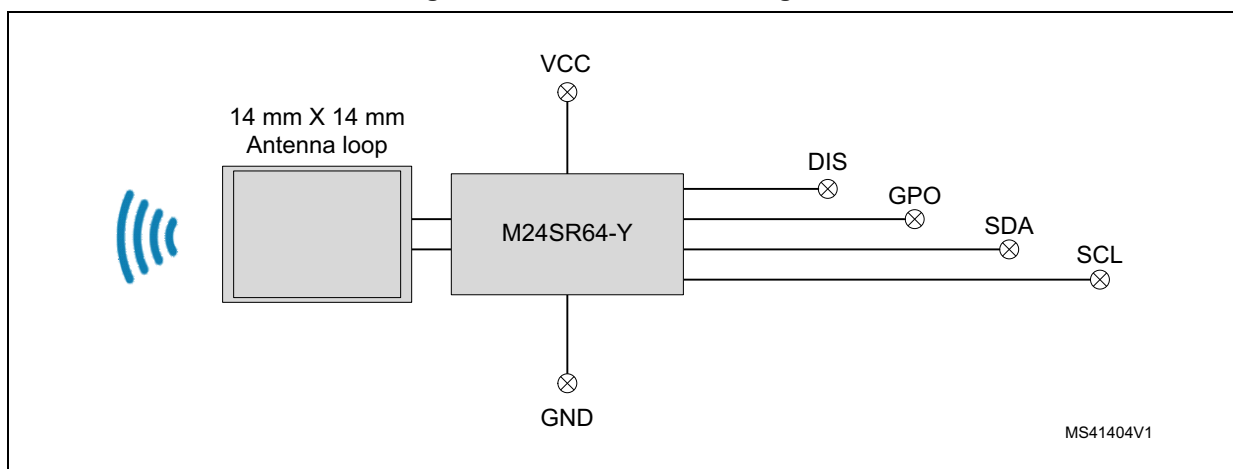 VCC
14 mm X 14 mm
Antenna loop
DIS
GPO
M24SR64-Y
SDA
SCL
GND
MS41404V1